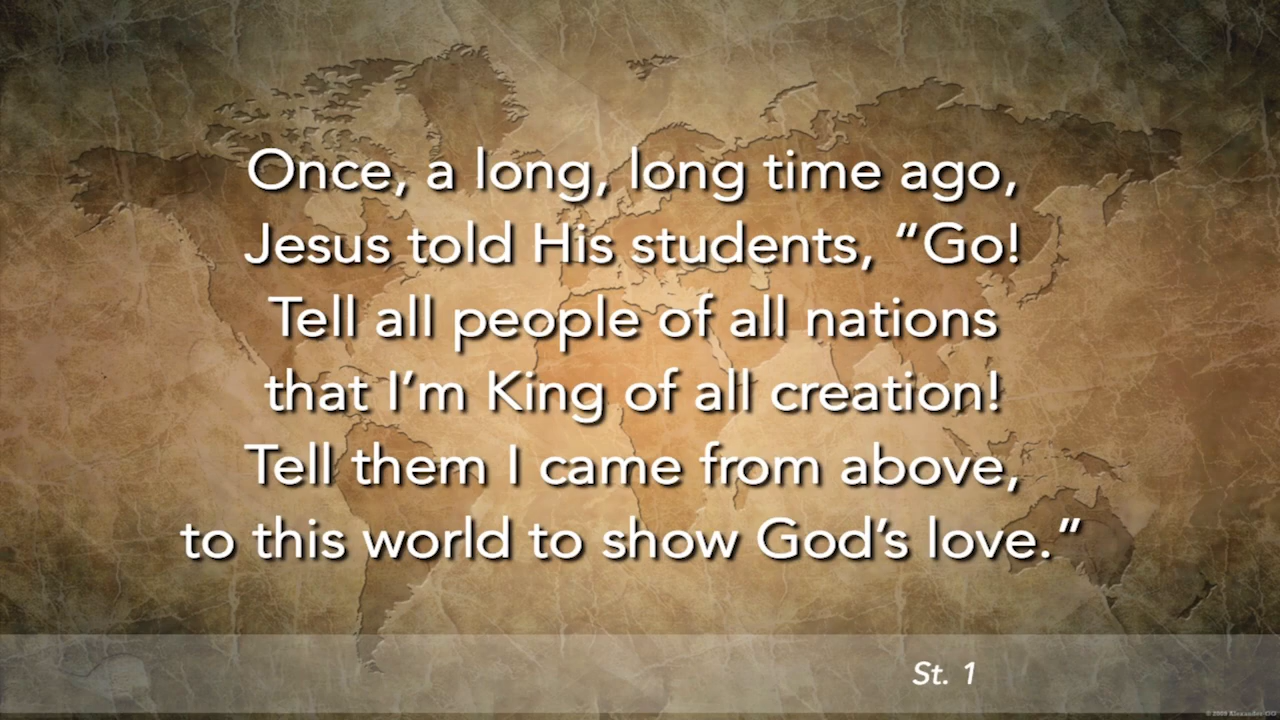 Once, a long, long time ago,
Jesus told His students, “Go!
Tell all people of all nations
that I’m King of all creation!
Tell them I came from above,
to this world to show God’s love.”
St. 1